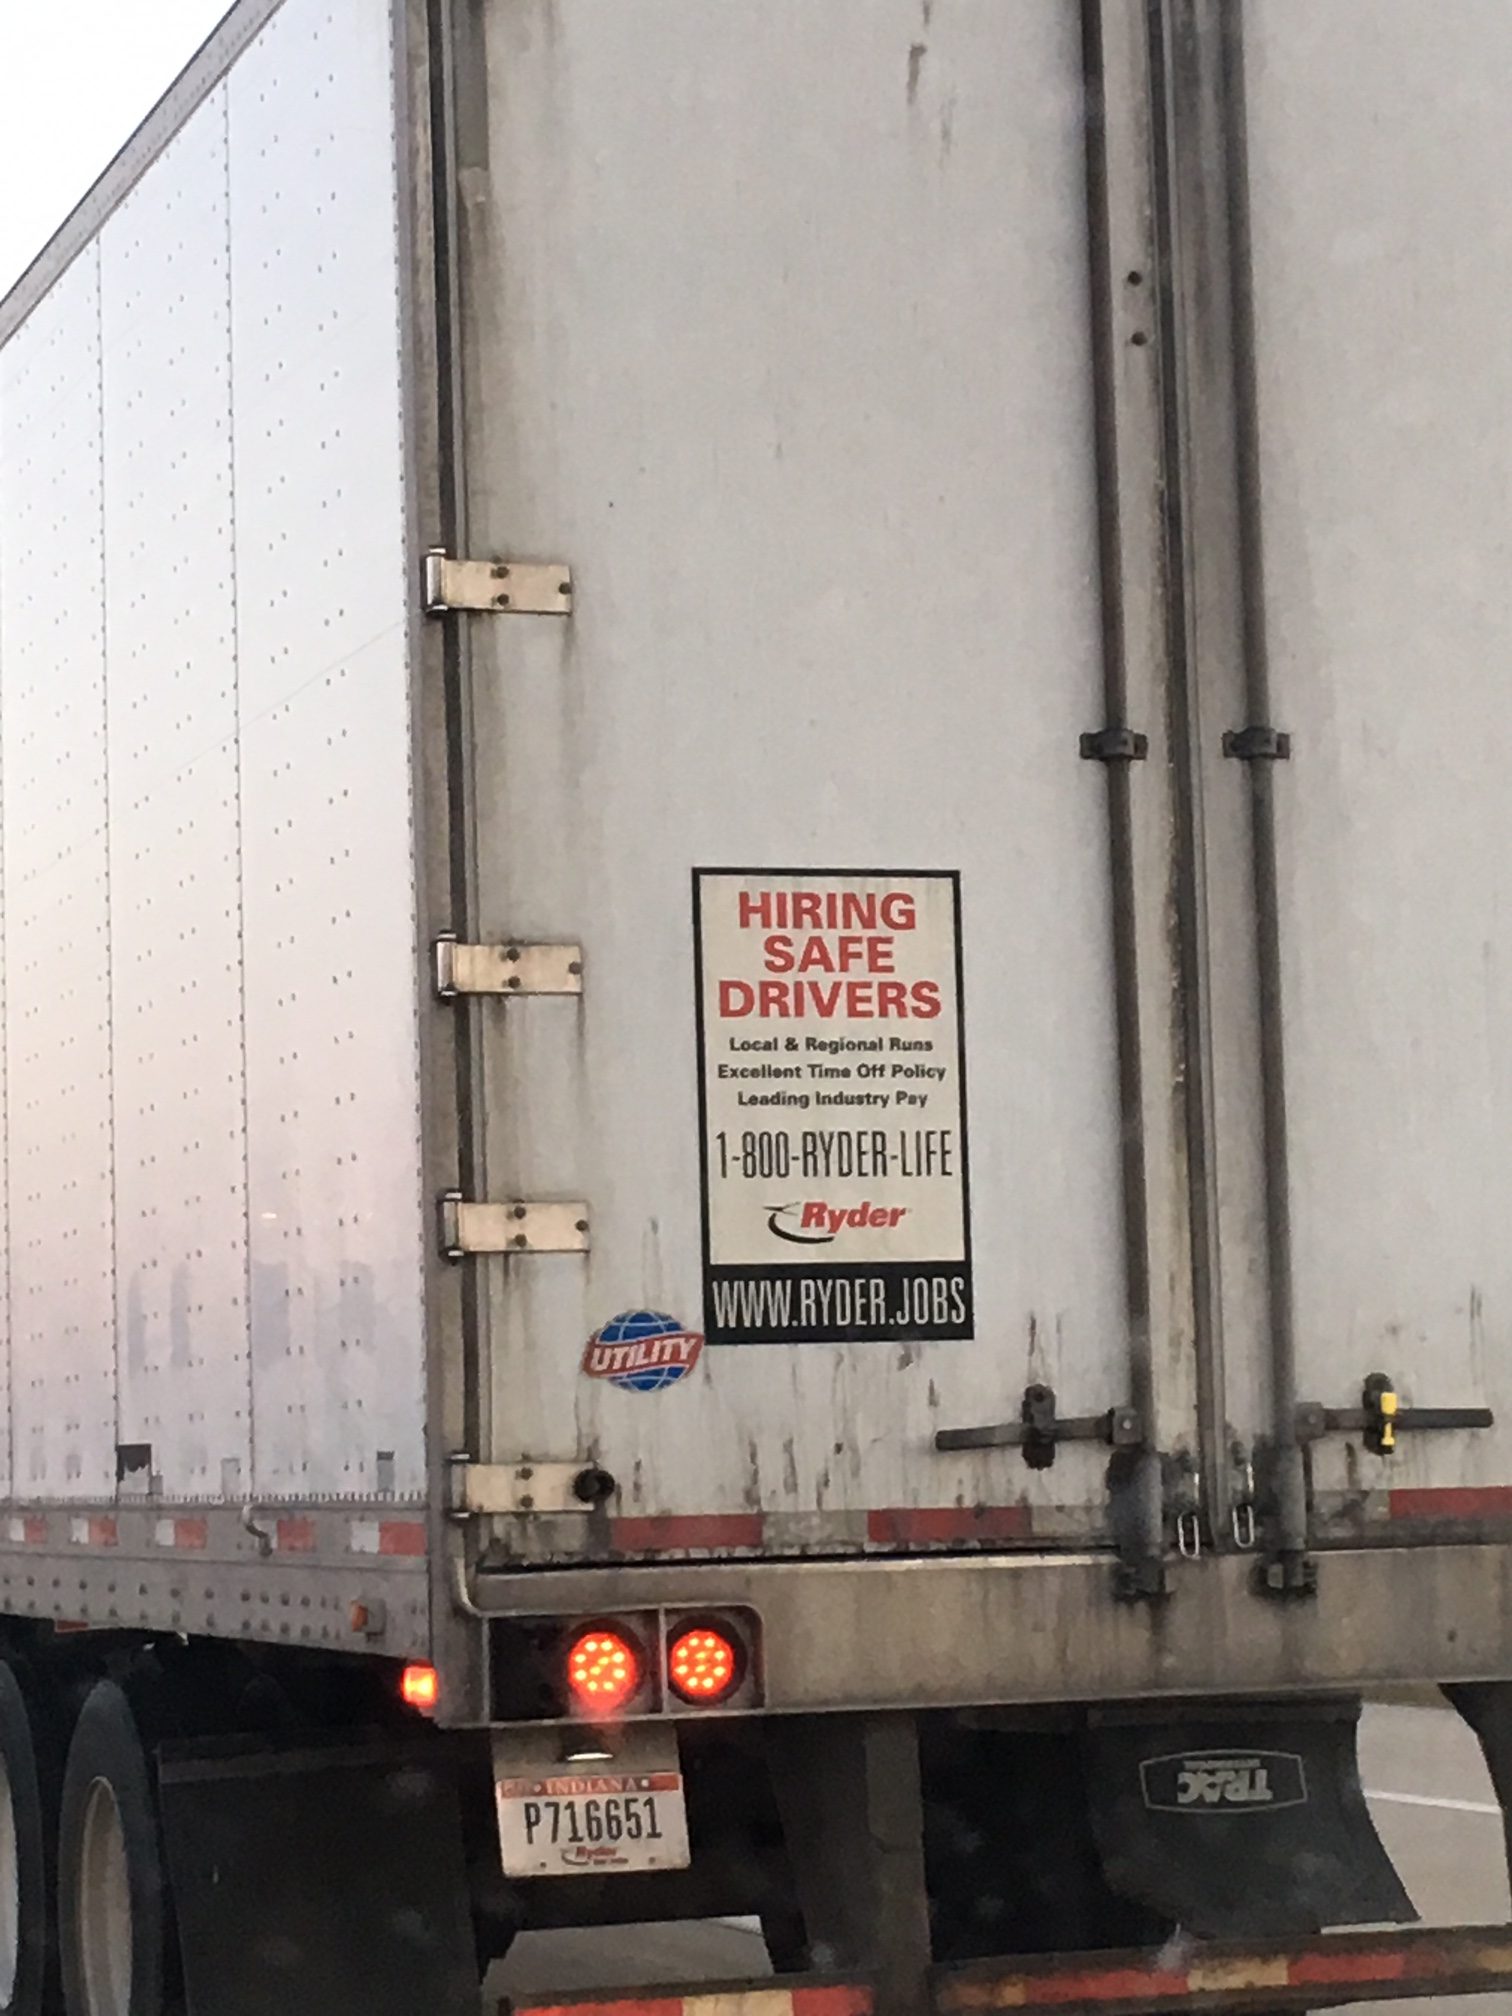 HIRING
SAFE
DRIVERS
Local & Regional Runs
Excellent Time Off Policy
Leading Industry Pay
1-800-RYDER-LIFE
Ryder
WWW.RYDER.JOBS
UTILITY
INDIANA
P716651
Ryder
TRAC